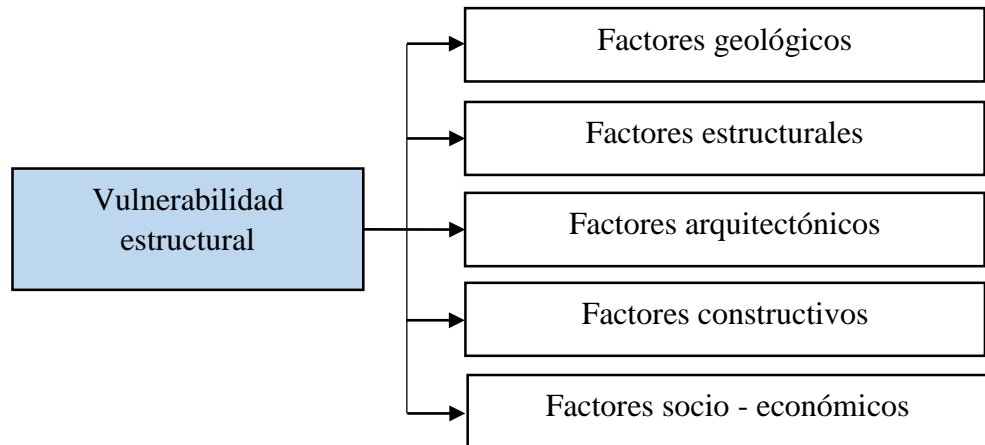 Factores geológicos
Factores estructurales
Vulnerabilidad
estructural
Factores arquitectónicos
Factores constructivos
Factores socio - económicos